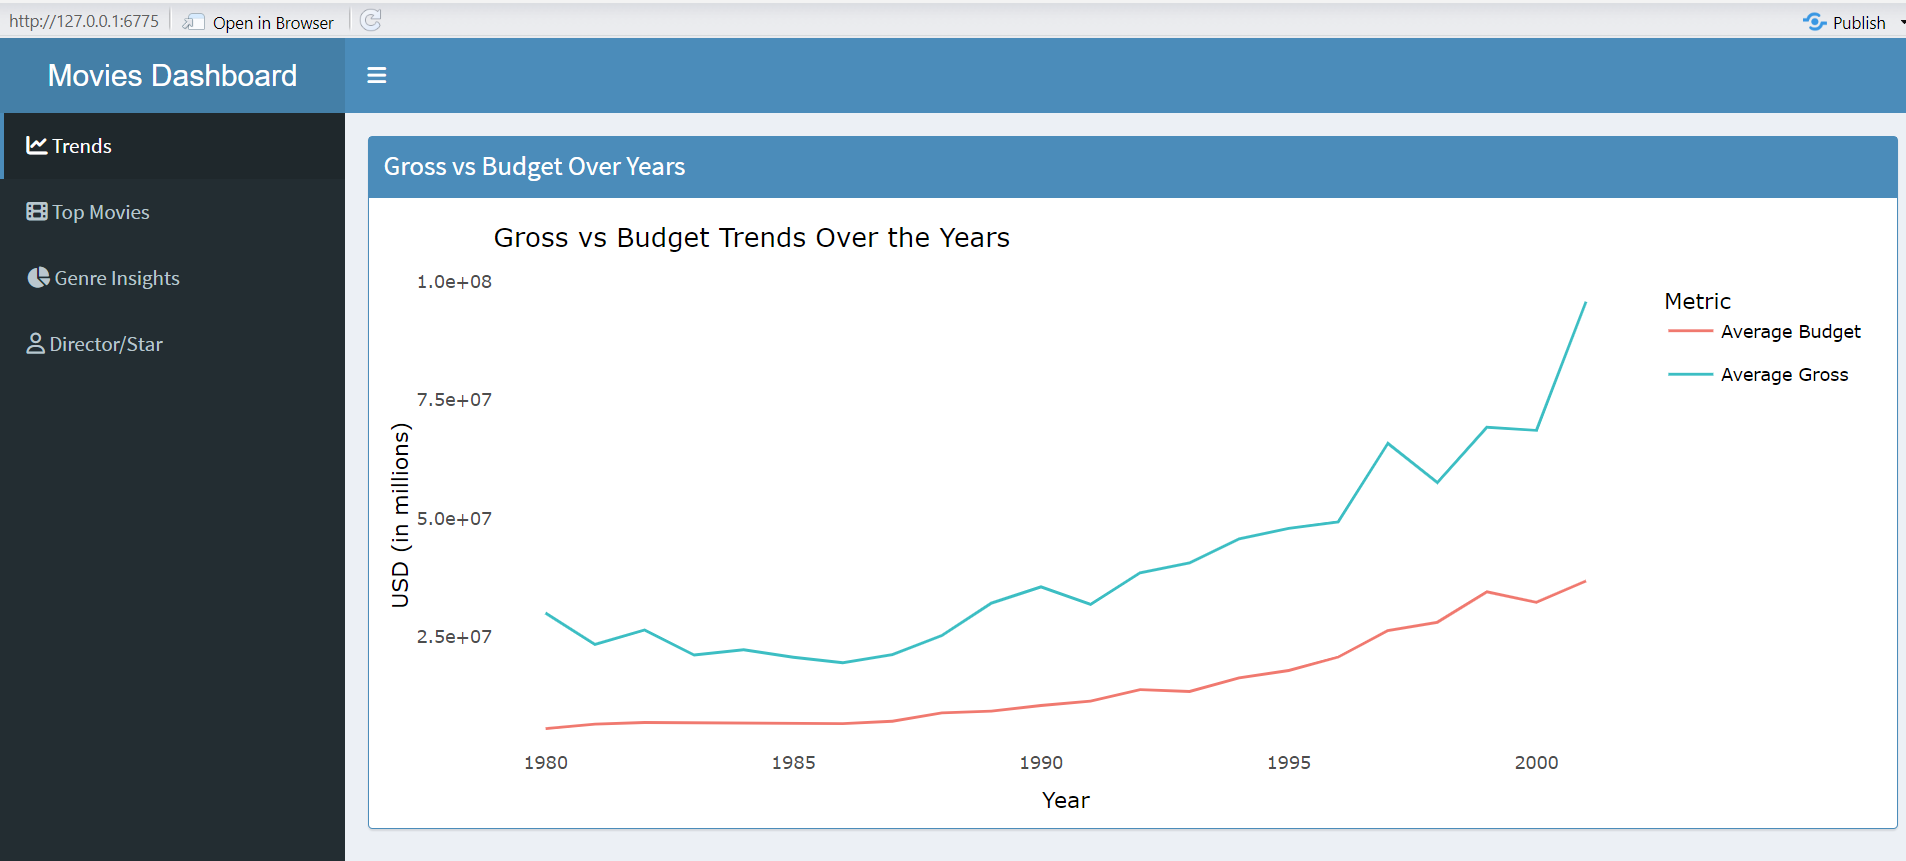 http://127.0.0.1:6775 Open in Browser Publish
Movies Dashboard
Trends
Top Movies
Genre Insights
Director/Star
Gross vs Budget Over Years
Gross vs Budget Trends Over the Years
1.0e+08
7.5e+07
5.0e+07
2.5e+07
USD (in millions)
1980 1985 1990 1995 2000
Year
Metric
Average Budget
Average Gross